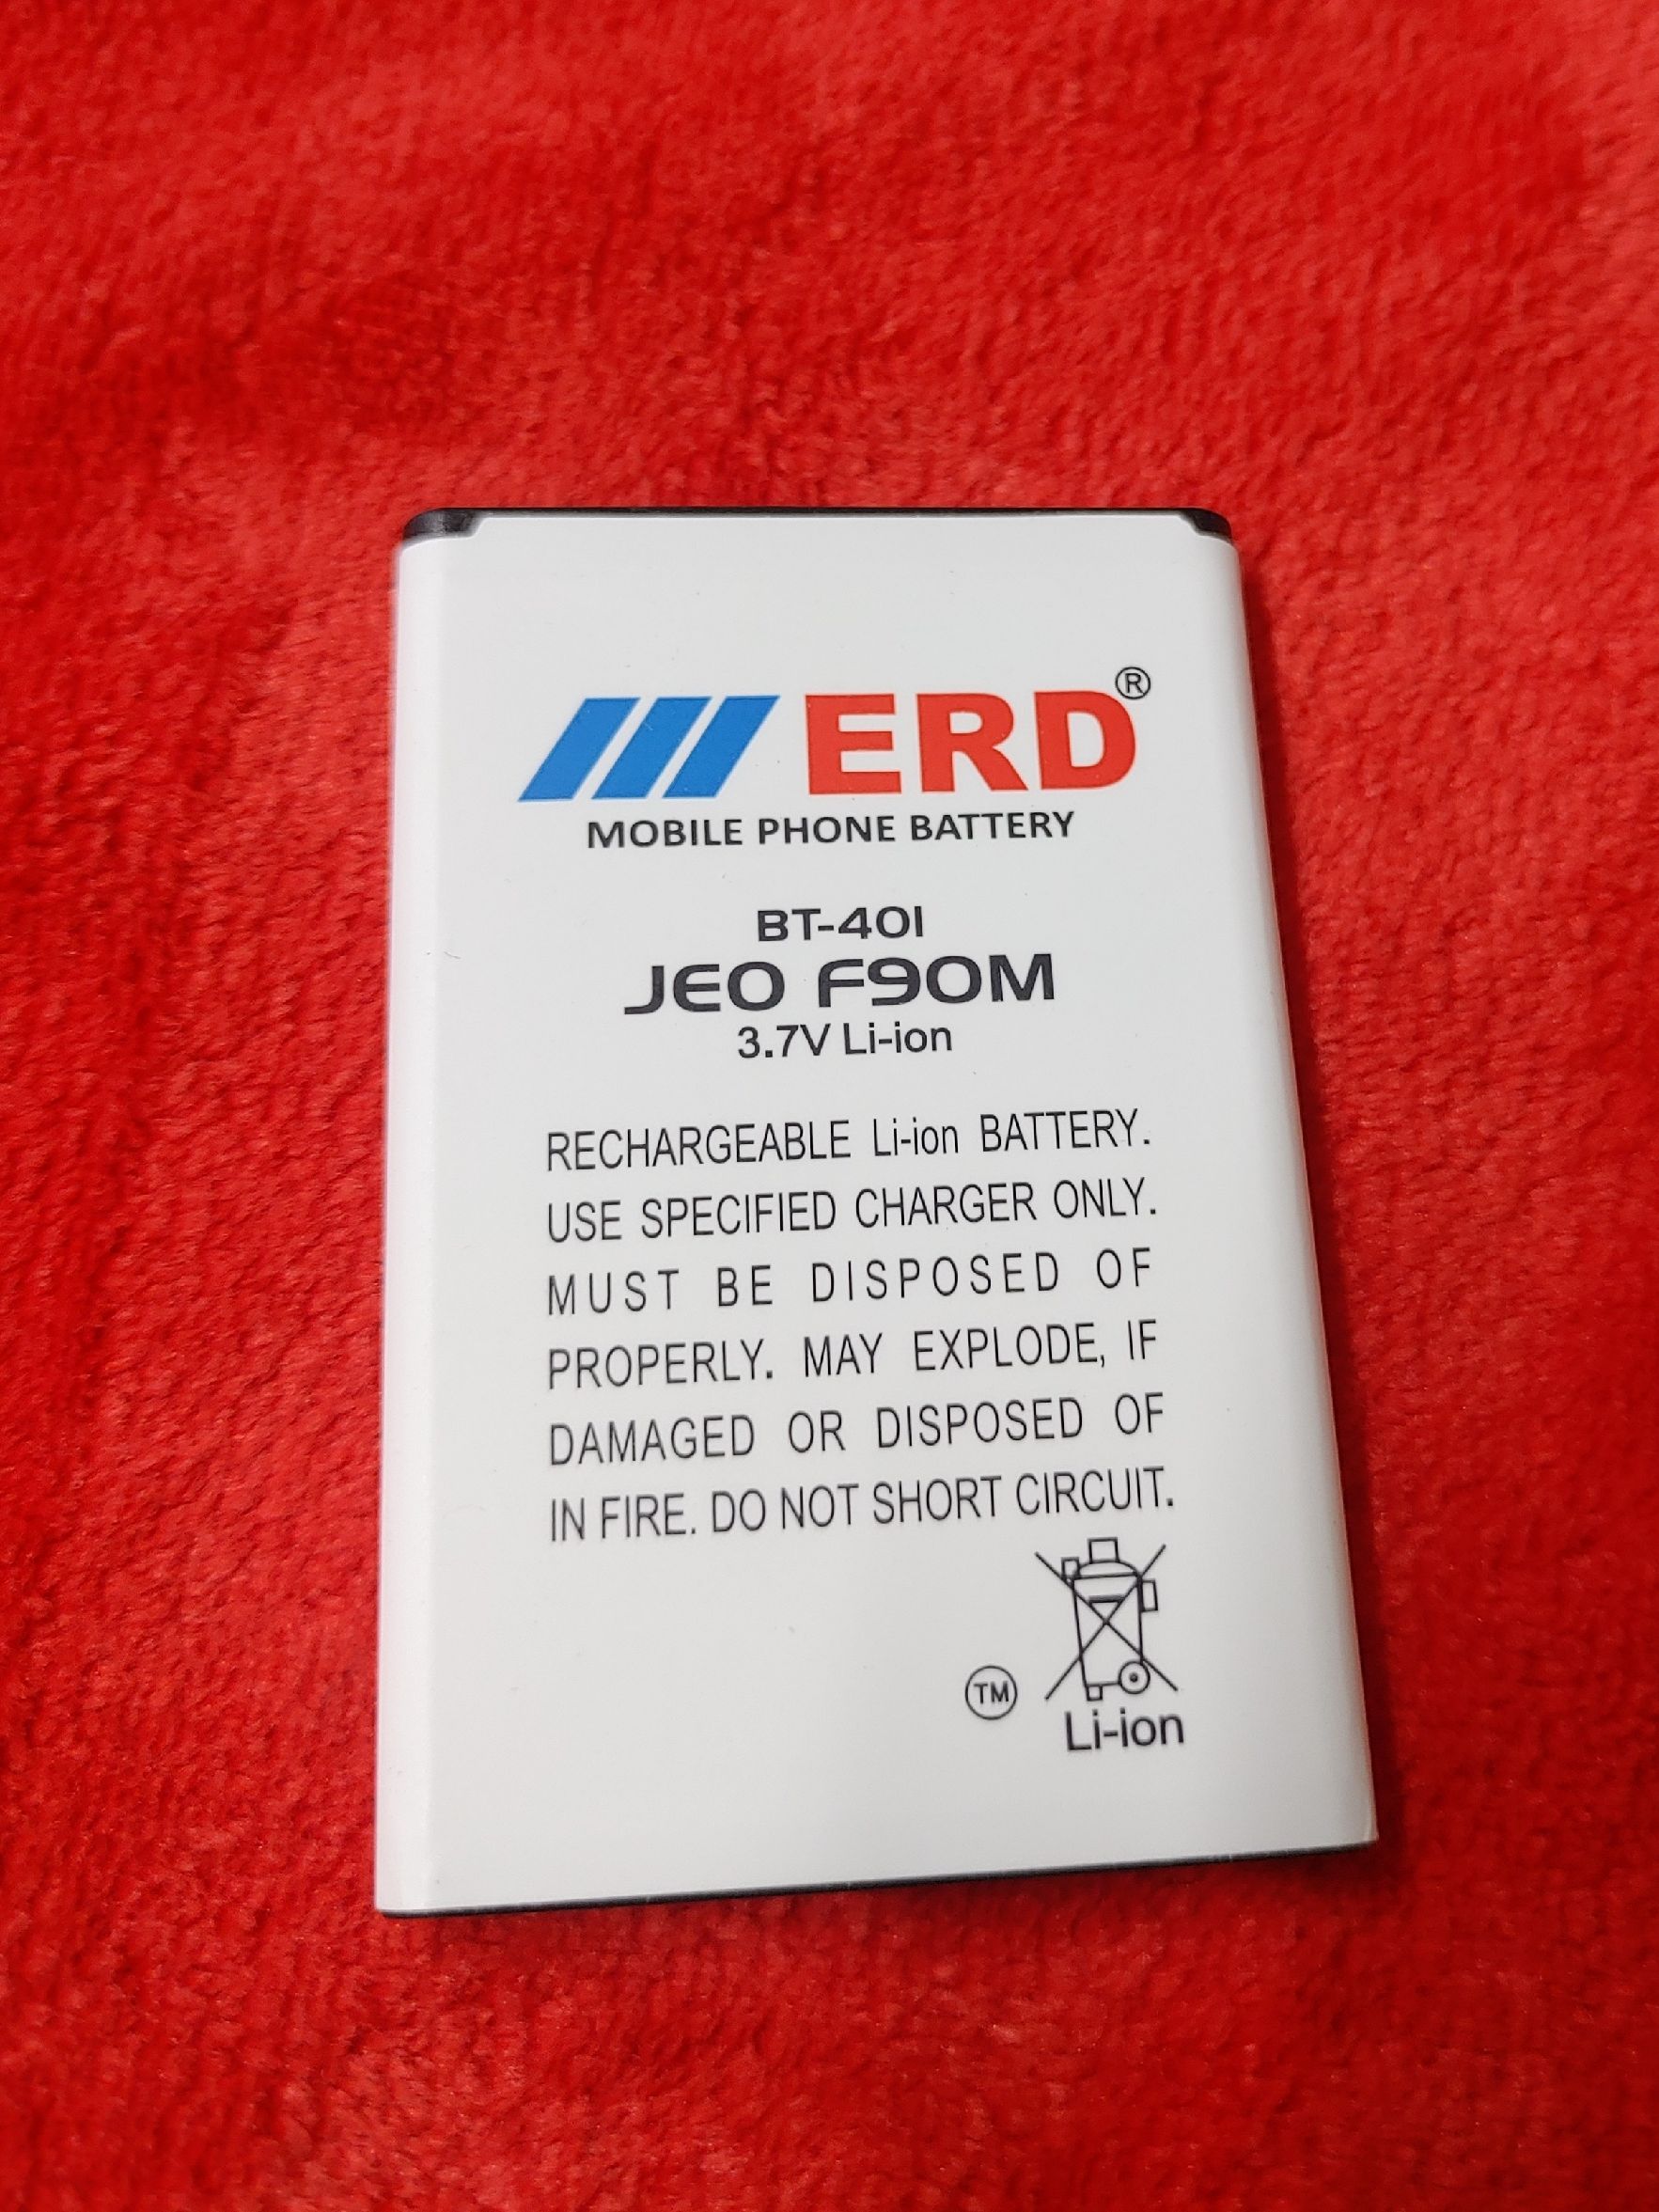 ERD®
MOBILE PHONE BATTERY
BT-401
JEO F90M
3.7V Li-ion
RECHARGEABLE Li-ion BATTERY.
USE SPECIFIED CHARGER ONLY.
MUST BE DISPOSED OF
PROPERLY. MAY EXPLODE, IF
DAMAGED OR DISPOSED OF
IN FIRE. DO NOT SHORT CIRCUIT.
TM
Li-ion